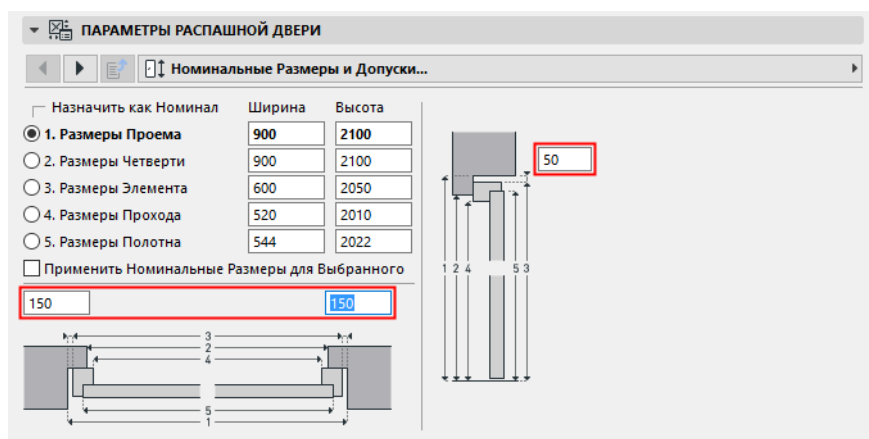 ПАРАМЕТРЫ РАСПАШНОЙ ДВЕРИ
Номинальные Размеры и Допуски...
Назначить как Номинал Ширина Высота
1. Размеры Проема 900 2100
2. Размеры Четверти 900 2100
3. Размеры Элемента 600 2050
4. Размеры Прохода 520 2010
5. Размеры Полотна 544 2022
Применить Номинальные Размеры для Выбранного
150 150
3
2
4
5
1
50
1 2 4 5 3